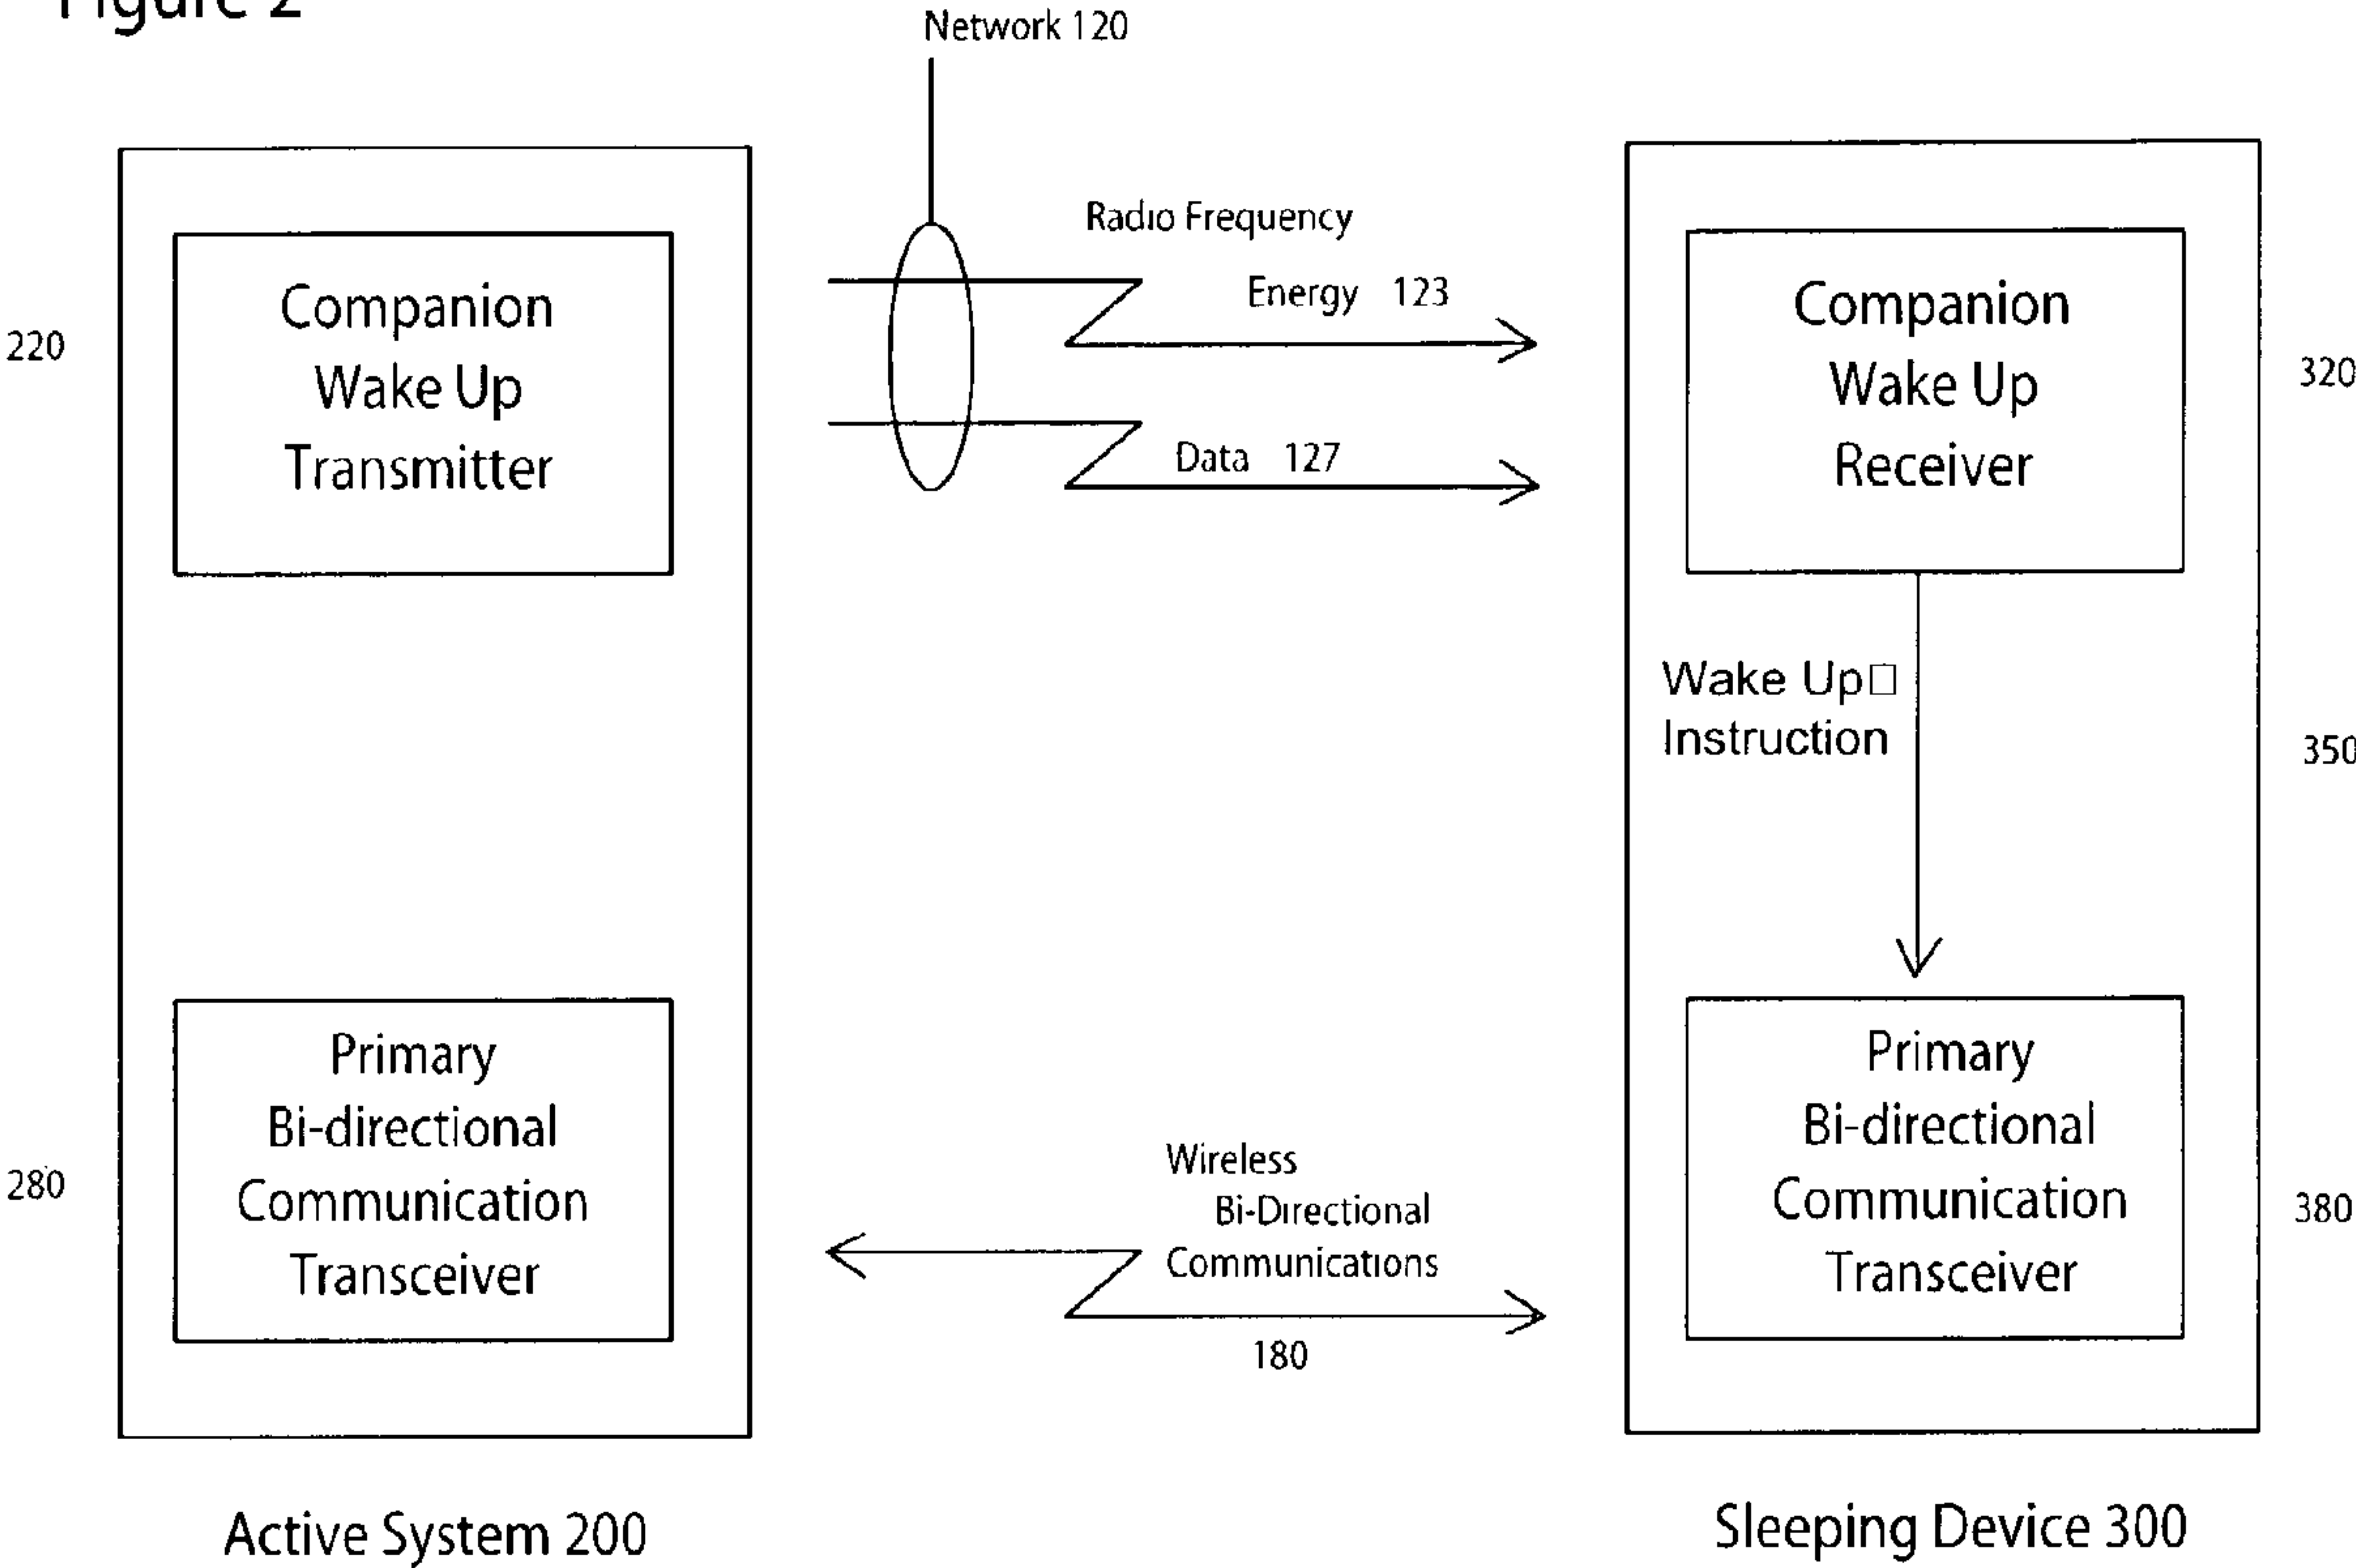 Figure 2
Network 120
Radio Frequency
Energy 123
Data 127
220
Companion
Wake Up
Transmitter
Companion
Wake Up
Receiver
320
Wake Up□
Instruction
350
280
Primary
Bi-directional
Communication
Transceiver
Wireless
Bi-Directional
Communications
180
Primary
Bi-directional
Communication
Transceiver
380
Active System 200
Sleeping Device 300